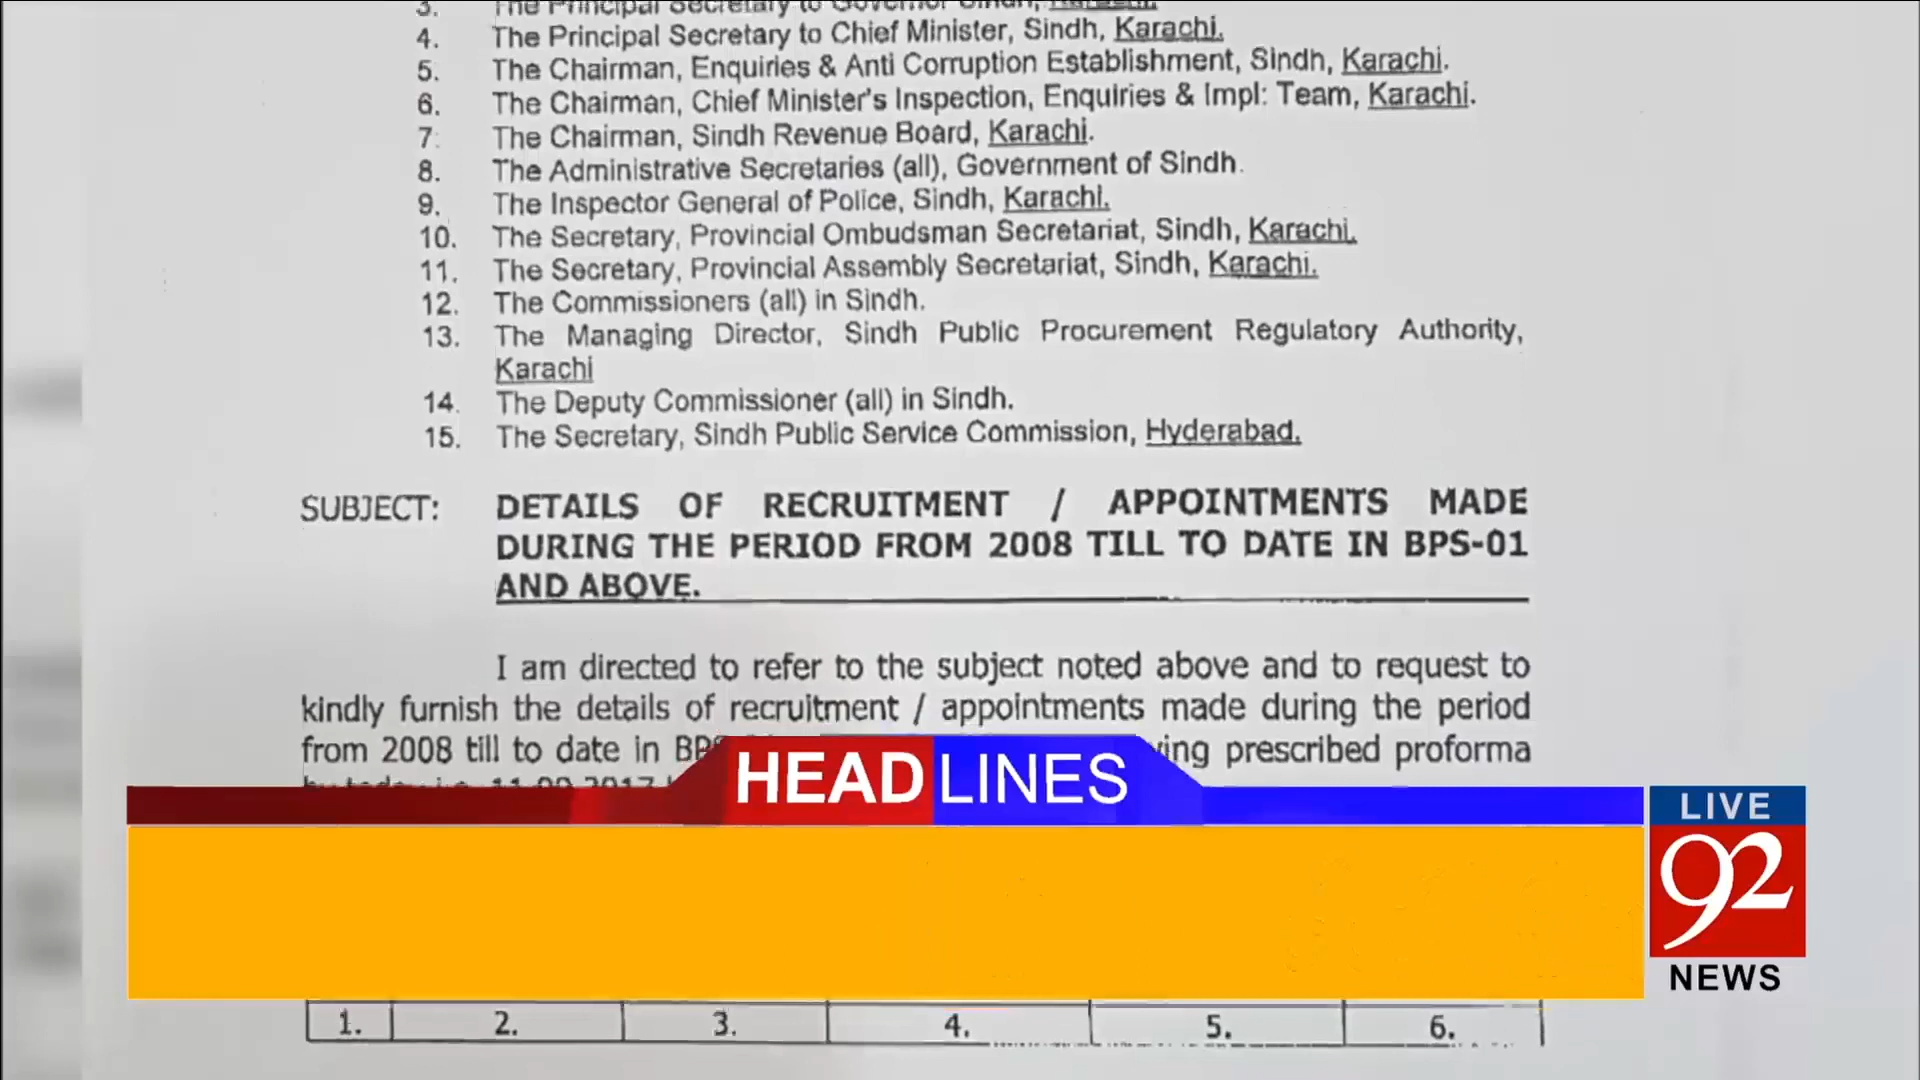 3. The Principal Secretary to Governor Sindh, Karachi.
4. The Principal Secretary to Chief Minister, Sindh, Karachi.
5. The Chairman, Enquiries & Anti Corruption Establishment, Sindh, Karachi.
6. The Chairman, Chief Minister's Inspection, Enquiries & Impl: Team, Karachi.
7. The Chairman, Sindh Revenue Board, Karachi.
8. The Administrative Secretaries (all), Government of Sindh.
9. The Inspector General of Police, Sindh, Karachi.
10. The Secretary, Provincial Ombudsman Secretariat, Sindh, Karachi.
11. The Secretary, Provincial Assembly Secretariat, Sindh, Karachi.
12. The Commissioners (all) in Sindh.
13. The Managing Director, Sindh Public Procurement Regulatory Authority,
Karachi
14. The Deputy Commissioner (all) in Sindh.
15. The Secretary, Sindh Public Service Commission, Hyderabad.
SUBJECT: DETAILS OF RECRUITMENT / APPOINTMENTS MADE
DURING THE PERIOD FROM 2008 TILL TO DATE IN BPS-01
AND ABOVE.
I am directed to refer to the subject noted above and to request to
kindly furnish the details of recruitment / appointments made during the period
from 2008 till to date in prescribed proforma
HEADLINES
LIVE
92
NEWS
1. 2. 3. 4. 5. 6.